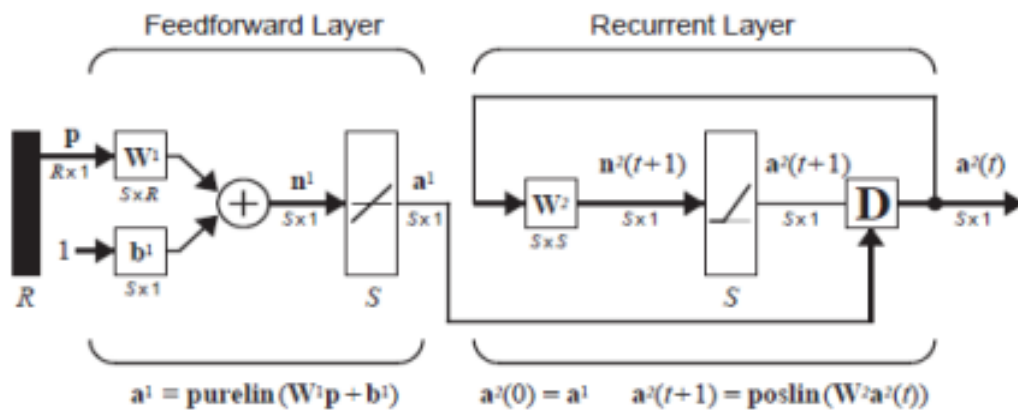 Feedforward Layer
Recurrent Layer
p
R x 1
W¹
S x R
1
b¹
S x 1
R
n¹
S x 1
a¹
S x 1
S
W²
S x S
n²(t+1)
S x 1
a²(t+1)
S x 1
S
D
a²(t)
S x 1
a¹ = purelin (W¹p + b¹)
a²(0) = a¹
a²(t+1) = poslin (W²a²(t))